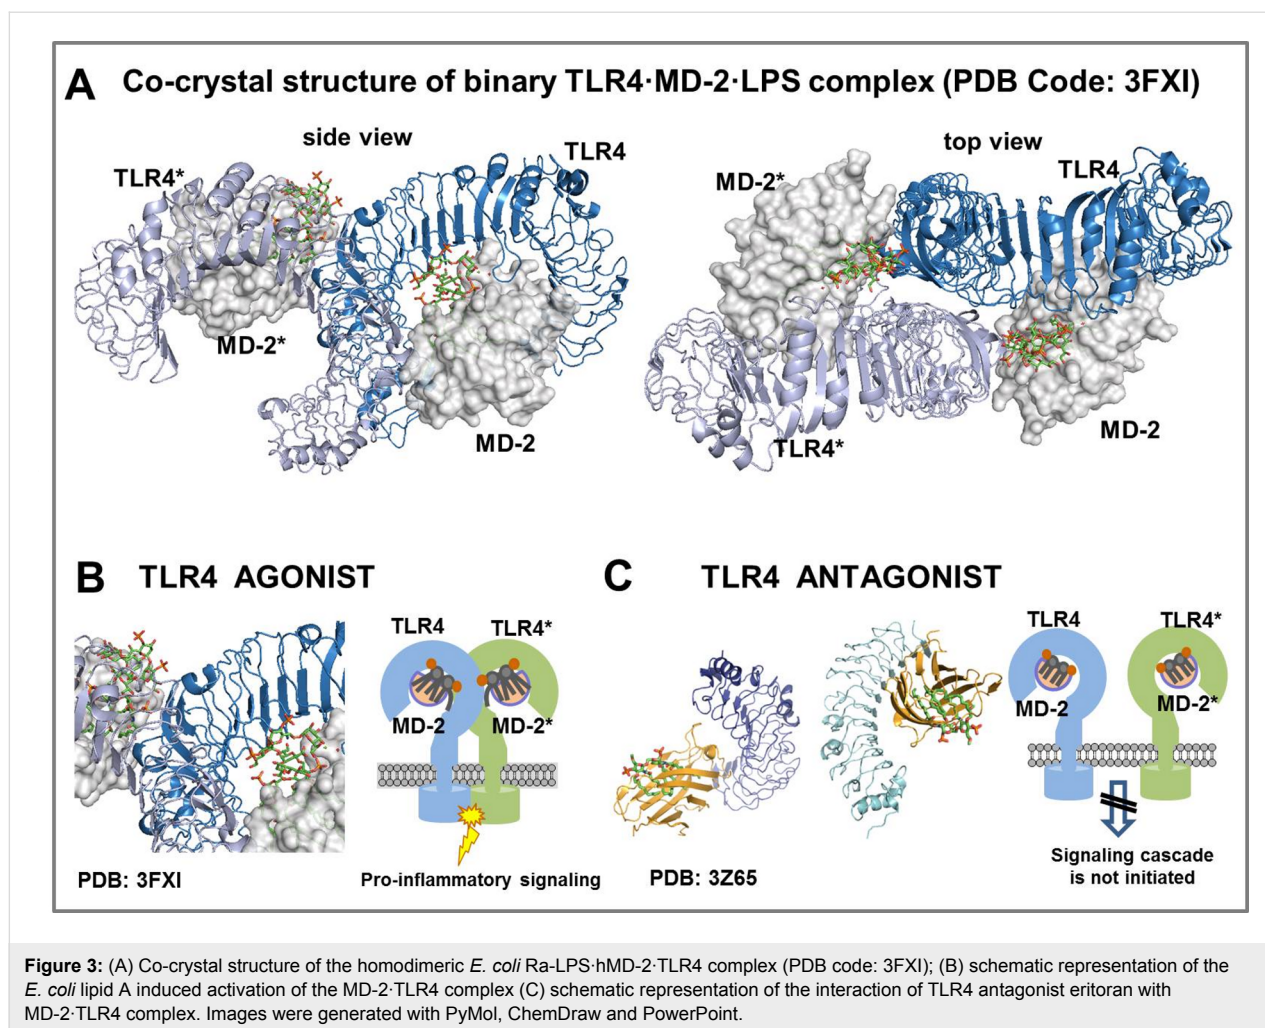 A Co-crystal structure of binary TLR4·MD-2·LPS complex (PDB Code: 3FXI)
side view
TLR4*
TLR4
MD-2*
MD-2
top view
MD-2*
TLR4
TLR4*
MD-2
B TLR4 AGONIST
TLR4
TLR4*
MD-2
MD-2*
PDB: 3FXI
Pro-inflammatory signaling
C TLR4 ANTAGONIST
TLR4
TLR4*
MD-2
MD-2*
PDB: 3Z65
Signaling cascade
is not initiated
Figure 3: (A) Co-crystal structure of the homodimeric E. coli Ra-LPS·hMD-2·TLR4 complex (PDB code: 3FXI); (B) schematic representation of the
E. coli lipid A induced activation of the MD-2·TLR4 complex (C) schematic representation of the interaction of TLR4 antagonist eritoran with
MD-2·TLR4 complex. Images were generated with PyMol, ChemDraw and PowerPoint.